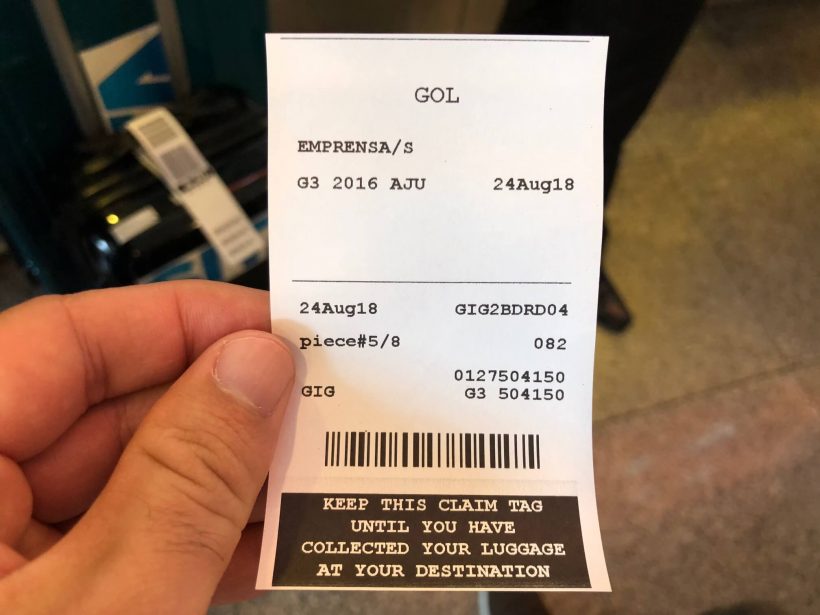 GOL
EMPRENSA/S
G3 2016 AJU 24Aug18
24Aug18 GIG2BDRD04
piece#5/8 082
0127504150
GIG G3 504150
KEEP THIS CLAIM TAG
UNTIL YOU HAVE
COLLECTED YOUR LUGGAGE
AT YOUR DESTINATION